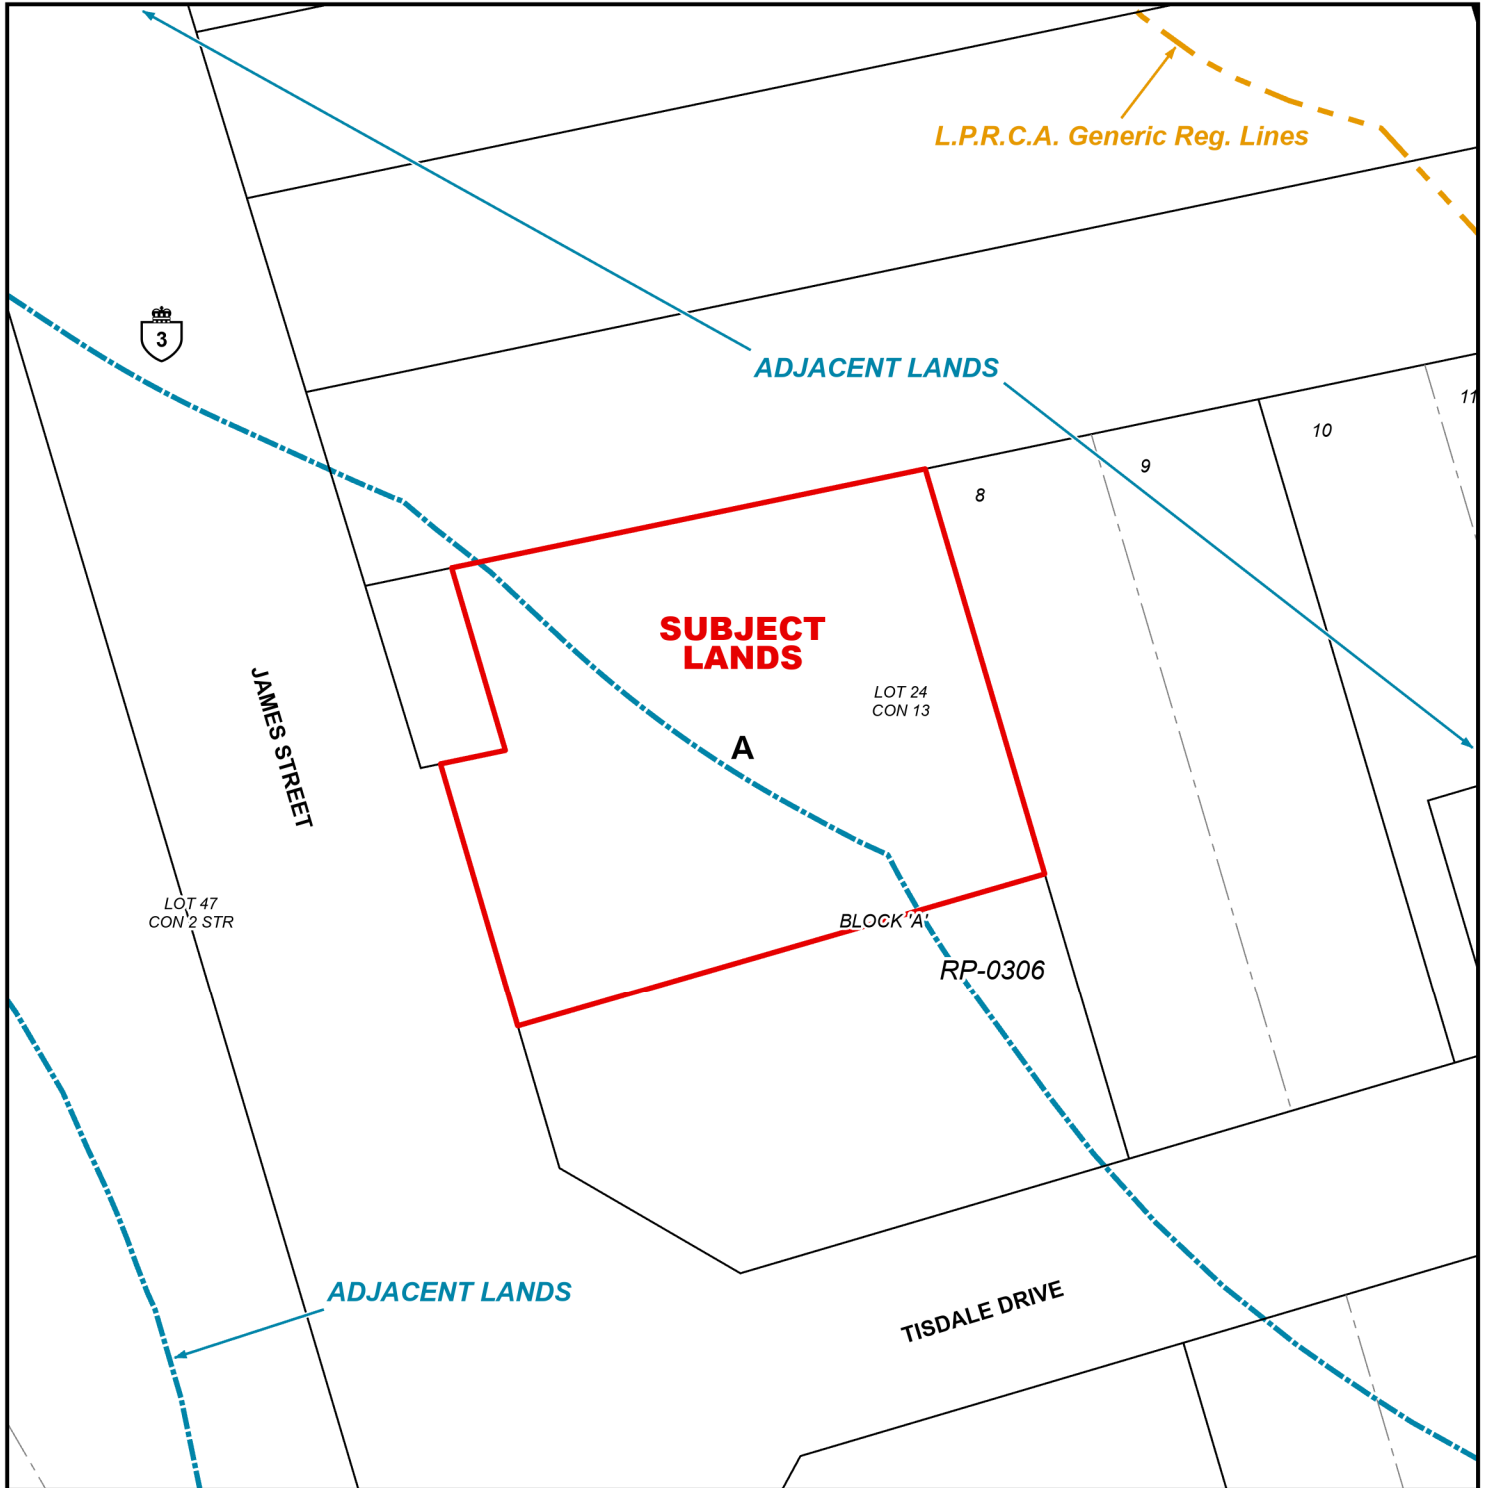 L.P.R.C.A. Generic Reg. Lines
3
ADJACENT LANDS
11
10
9
8
SUBJECT
LANDS
LOT 24
CON 13
A
JAMES STREET
LOT 47
CON 2 STR
BLOCK 'A'
RP-0306
ADJACENT LANDS
TISDALE DRIVE